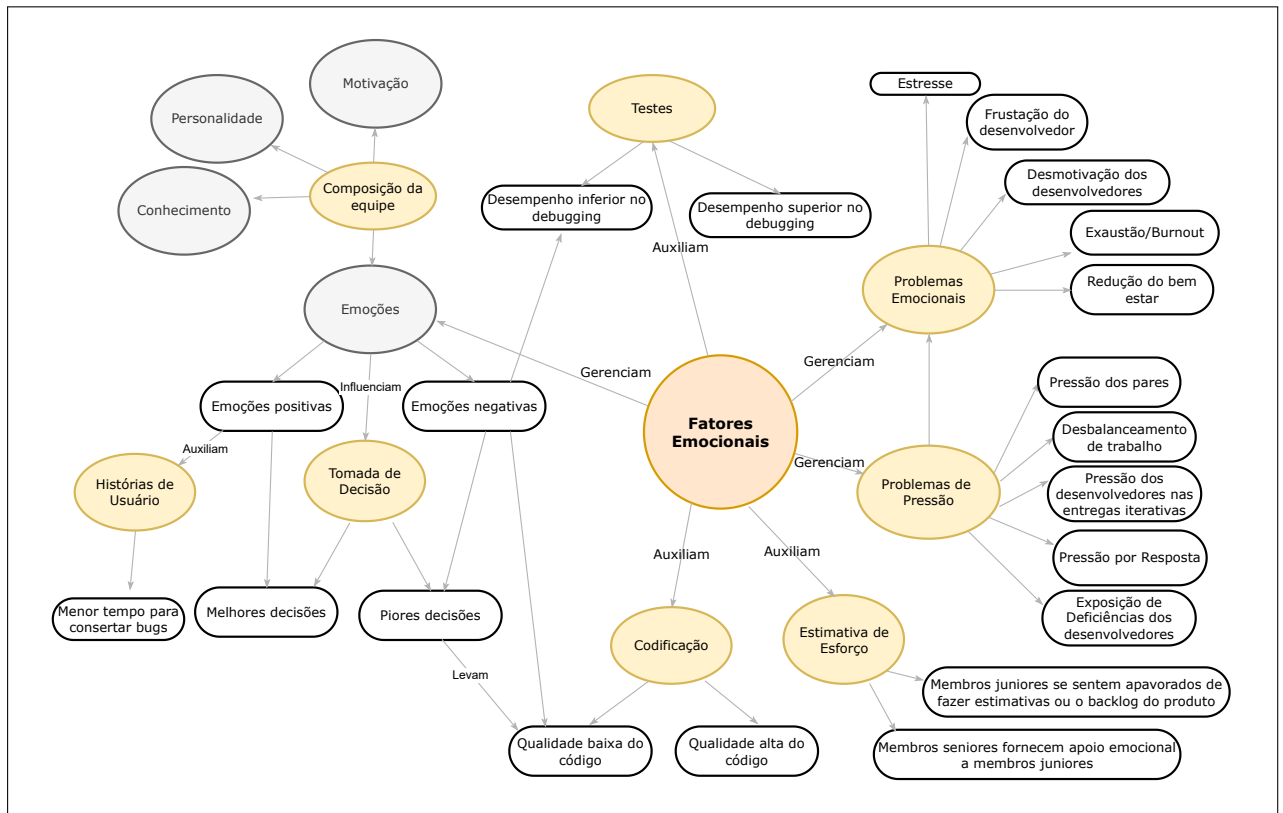 Motivação
Personalidade
Conhecimento
Composição da
equipe
Emoções
Testes
Desempenho inferior no
debugging
Desempenho superior no
debugging
Auxiliam
Estresse
Frustação do
desenvolvedor
Desmotivação dos
desenvolvedores
Exaustão/Burnout
Redução do bem
estar
Problemas
Emocionais
Gerenciam
Gerenciam
Influenciam
Emoções positivas
Emoções negativas
Fatores
Emocionais
Auxiliam
Histórias de
Usuário
Tomada de
Decisão
Gerenciam
Problemas de
Pressão
Pressão dos pares
Desbalanceamento
de trabalho
Pressão dos
desenvolvedores nas
entregas iterativas
Pressão por Resposta
Exposição de
Deficiências dos
desenvolvedores
Auxiliam
Auxiliam
Menor tempo para
consertar bugs
Melhores decisões
Piores decisões
Levam
Codificação
Estimativa de
Esforço
Qualidade baixa do
código
Qualidade alta do
código
Membros juniores se sentem apavorados de
fazer estimativas ou o backlog do produto
Membros seniores fornecem apoio emocional
a membros juniores